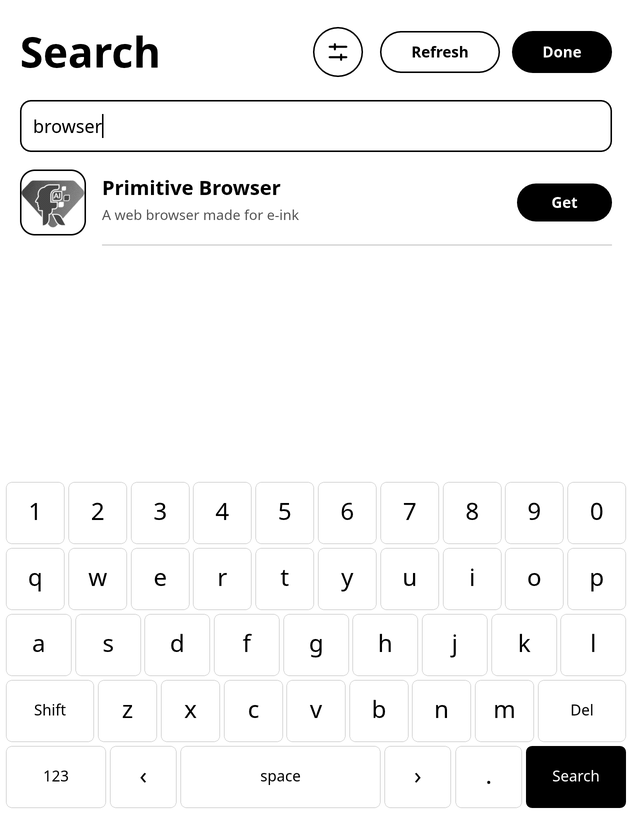 Search
Refresh
Done
browser
AI
Primitive Browser
A web browser made for e-ink
Get
1 2 3 4 5 6 7 8 9 0
q w e r t y u i o p
a s d f g h j k l
Shift z x c v b n m Del
123 ‹ space › . Search